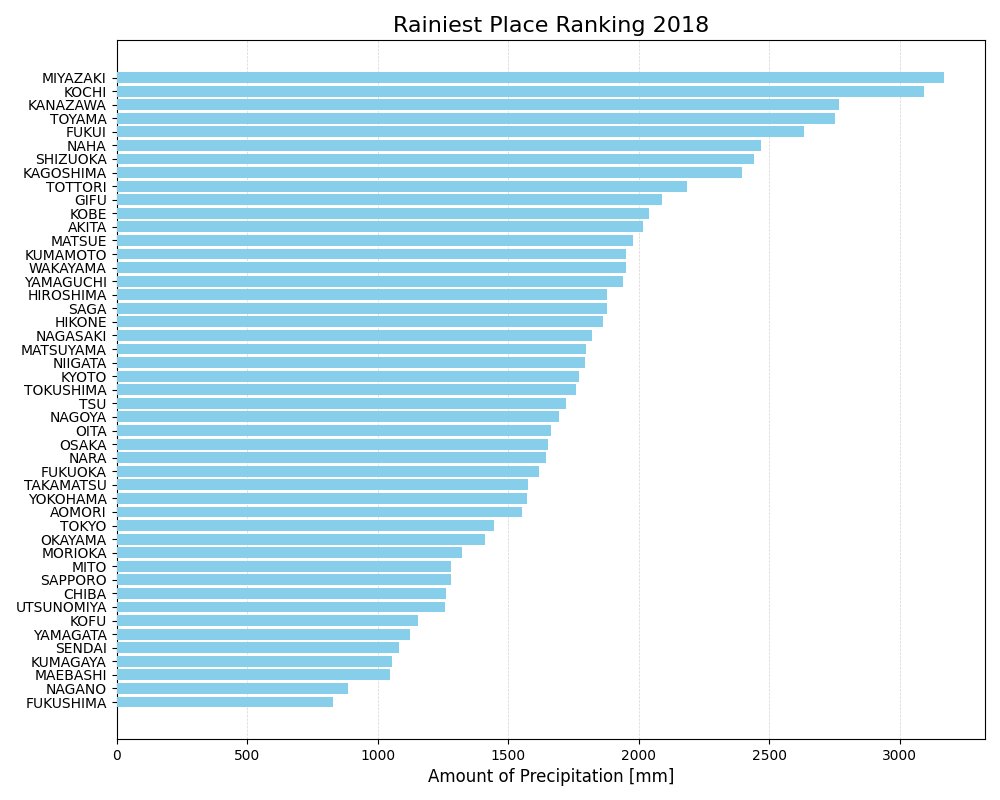 Rainiest Place Ranking 2018
MIYAZAKI
KOCHI
KANAZAWA
TOYAMA
FUKUI
NAHA
SHIZUOKA
KAGOSHIMA
TOTTORI
GIFU
KOBE
AKITA
MATSUE
KUMAMOTO
WAKAYAMA
YAMAGUCHI
HIROSHIMA
SAGA
HIKONE
NAGASAKI
MATSUYAMA
NIIGATA
KYOTO
TOKUSHIMA
TSU
NAGOYA
OITA
OSAKA
NARA
FUKUOKA
TAKAMATSU
YOKOHAMA
AOMORI
TOKYO
OKAYAMA
MORIOKA
MITO
SAPPORO
CHIBA
UTSUNOMIYA
KOFU
YAMAGATA
SENDAI
KUMAGAYA
MAEBASHI
NAGANO
FUKUSHIMA
0 500 1000 1500 2000 2500 3000
Amount of Precipitation [mm]